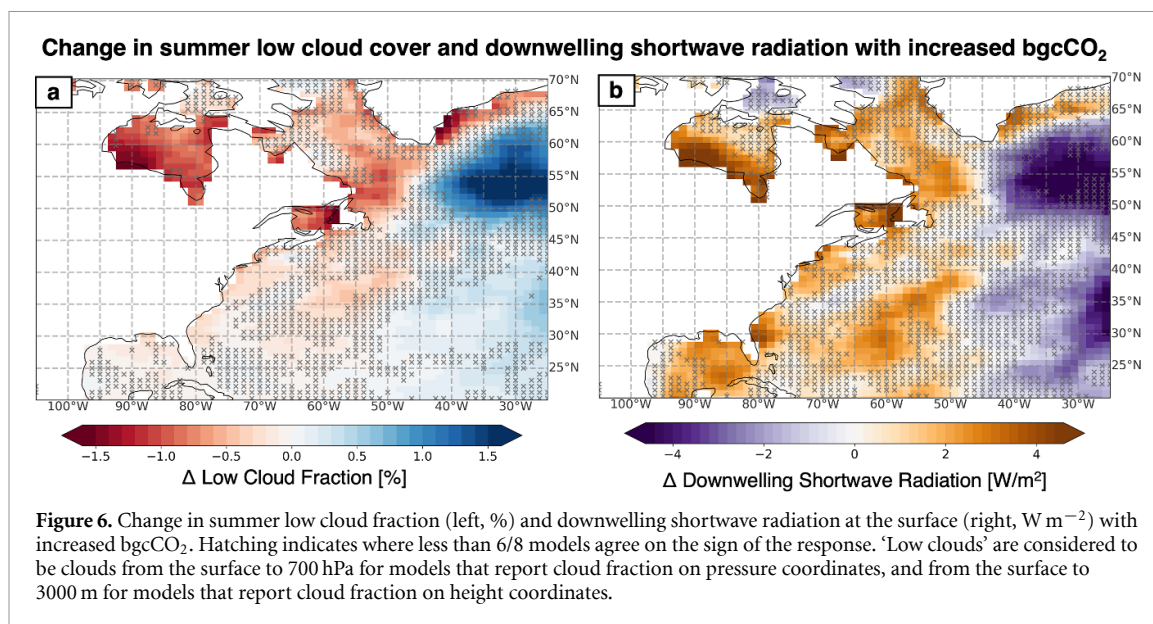 Change in summer low cloud cover and downwelling shortwave radiation with increased bgcCO₂
a
70°N
65°N
60°N
55°N
50°N
45°N
40°N
35°N
30°N
25°N
100°W 90°W 80°W 70°W 60°W 50°W 40°W 30°W
−1.5 −1.0 −0.5 0.0 0.5 1.0 1.5
Δ Low Cloud Fraction [%]
b
70°N
65°N
60°N
55°N
50°N
45°N
40°N
35°N
30°N
25°N
100°W 90°W 80°W 70°W 60°W 50°W 40°W 30°W
−4 −2 0 2 4
Δ Downwelling Shortwave Radiation [W/m²]
Figure 6. Change in summer low cloud fraction (left, %) and downwelling shortwave radiation at the surface (right, W m−2) with
increased bgcCO2. Hatching indicates where less than 6/8 models agree on the sign of the response. ‘Low clouds’ are considered to
be clouds from the surface to 700 hPa for models that report cloud fraction on pressure coordinates, and from the surface to
3000 m for models that report cloud fraction on height coordinates.